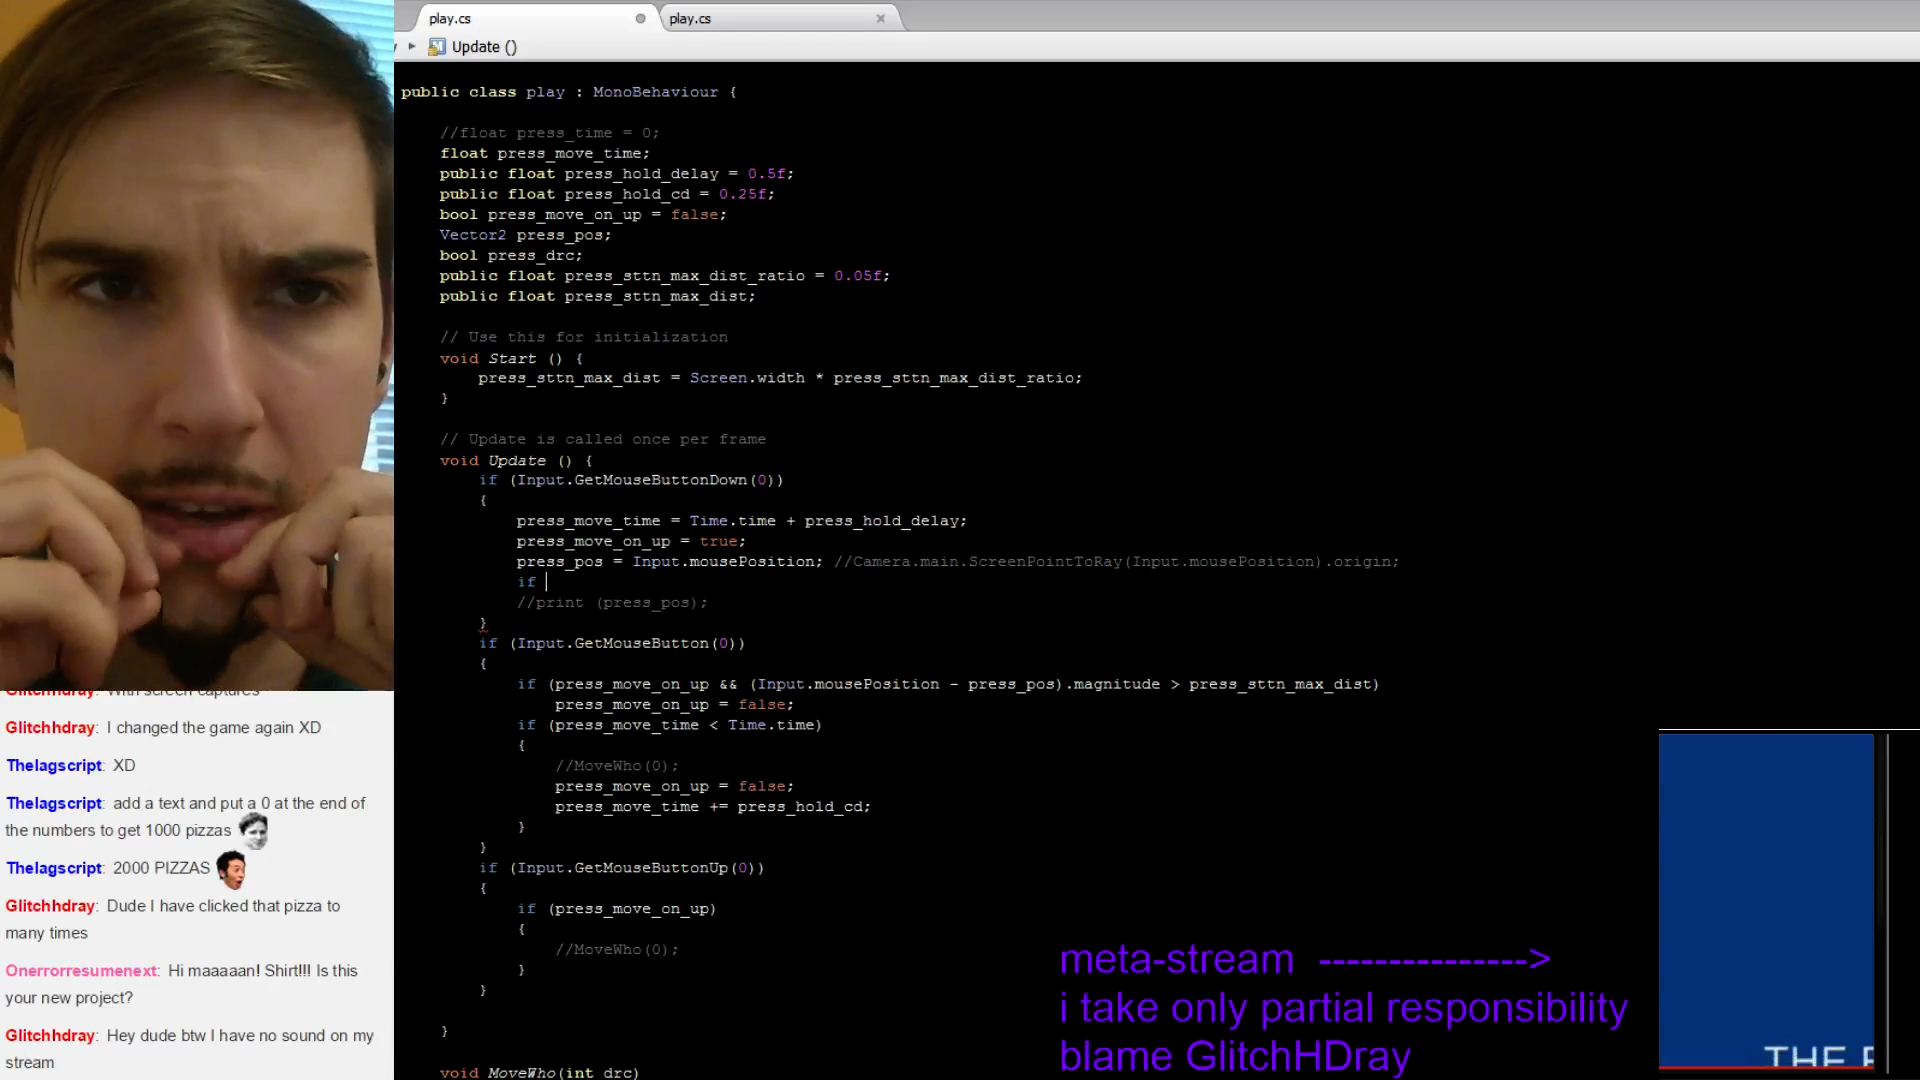 play.cs
play.cs
Update ()
public class play : MonoBehaviour {
//float press_time = 0;
float press_move_time;
public float press_hold_delay = 0.5f;
public float press_hold_cd = 0.25f;
bool press_move_on_up = false;
Vector2 press_pos;
bool press_drc;
public float press_sttn_max_dist_ratio = 0.05f;
public float press_sttn_max_dist;
// Use this for initialization
void Start () {
press_sttn_max_dist = Screen.width * press_sttn_max_dist_ratio;
}
// Update is called once per frame
void Update () {
if (Input.GetMouseButtonDown(0))
{
press_move_time = Time.time + press_hold_delay;
press_move_on_up = true;
press_pos = Input.mousePosition; //Camera.main.ScreenPointToRay(Input.mousePosition).origin;
if
//print (press_pos);
}
if (Input.GetMouseButton(0))
{
if (press_move_on_up && (Input.mousePosition - press_pos).magnitude > press_sttn_max_dist)
press_move_on_up = false;
if (press_move_time < Time.time)
{
//MoveWho(0);
press_move_on_up = false;
press_move_time += press_hold_cd;
}
}
if (Input.GetMouseButtonUp(0))
{
if (press_move_on_up)
{
//MoveWho(0);
}
}
}
void MoveWho(int drc)
Glitchhdray: With screen captures
Glitchhdray: I changed the game again XD
Thelagscript: XD
Thelagscript: add a text and put a 0 at the end of
the numbers to get 1000 pizzas
Thelagscript: 2000 PIZZAS
Glitchhdray: Dude I have clicked that pizza to
many times
Onerrorresumenext: Hi maaaaan! Shirt!!! Is this
your new project?
Glitchhdray: Hey dude btw I have no sound on my
stream
meta-stream --------------->
i take only partial responsibility
blame GlitchHDray
THE